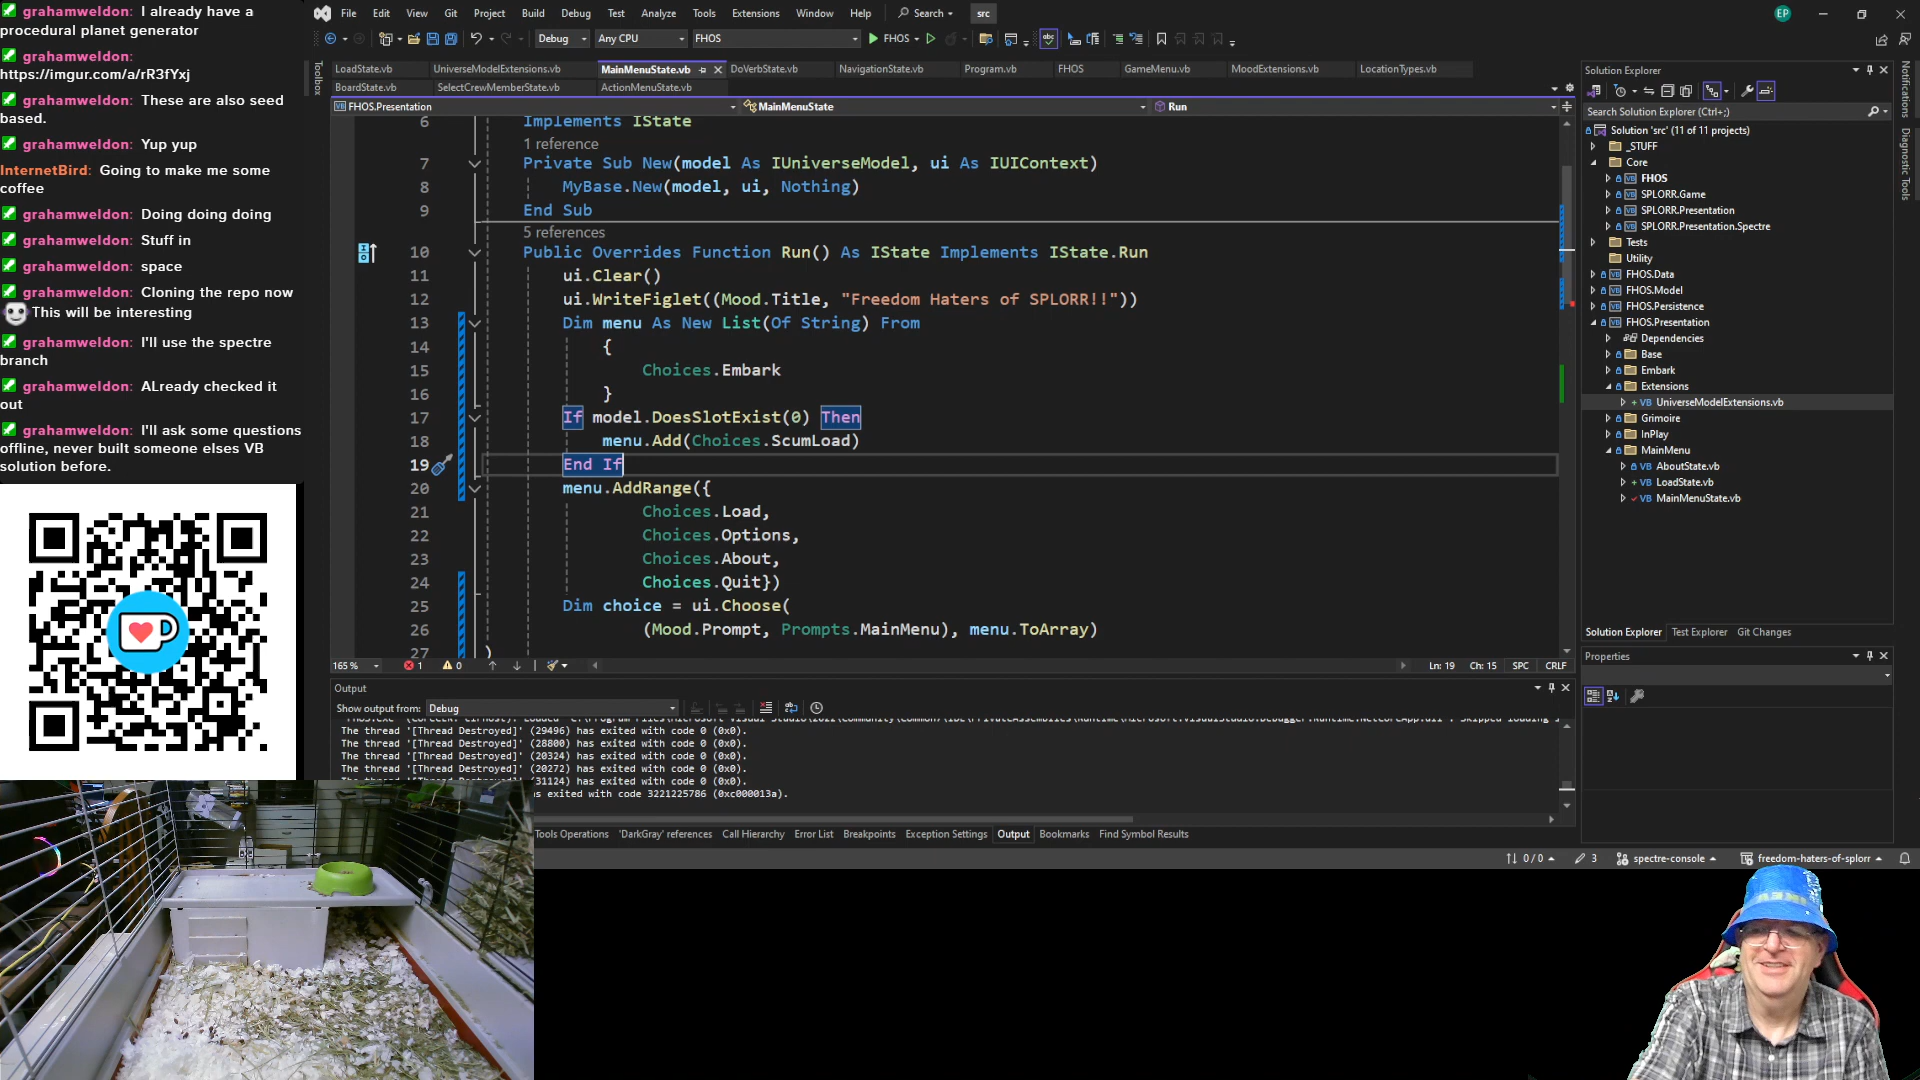 grahamweldon: I already have a
procedural planet generator
grahamweldon:
https://imgur.com/a/rR3fYxj
grahamweldon: These are also seed
based.
grahamweldon: Yup yup
InternetBird: Going to make me some
coffee
grahamweldon: Doing doing doing
grahamweldon: Stuff in
grahamweldon: space
grahamweldon: Cloning the repo now
This will be interesting
grahamweldon: I'll use the spectre
branch
grahamweldon: ALready checked it
out
grahamweldon: I'll ask some questions
offline, never built someone elses VB
solution before.
File Edit View Git Project Build Debug Test Analyze Tools Extensions Window Help Search src EP
Debug Any CPU FHOS FHOS
Toolbox
LoadState.vb UniverseModelExtensions.vb MainMenuState.vb DoVerbState.vb NavigationState.vb Program.vb FHOS GameMenu.vb MoodExtensions.vb LocationTypes.vb
BoardState.vb SelectCrewMemberState.vb ActionMenuState.vb
FHOS.Presentation MainMenuState Run
6 Implements IState
1 reference
7 Private Sub New(model As IUniverseModel, ui As IUIContext)
8 MyBase.New(model, ui, Nothing)
9 End Sub
5 references
10 Public Overrides Function Run() As IState Implements IState.Run
11 ui.Clear()
12 ui.WriteFiglet((Mood.Title, "Freedom Haters of SPLORR!!"))
13 Dim menu As New List(Of String) From
14 {
15 Choices.Embark
16 }
17 If model.DoesSlotExist(0) Then
18 menu.Add(Choices.ScumLoad)
19 End If
20 menu.AddRange({
21 Choices.Load,
22 Choices.Options,
23 Choices.About,
24 Choices.Quit})
25 Dim choice = ui.Choose(
26 (Mood.Prompt, Prompts.MainMenu), menu.ToArray)
27 )
165 % 1 0 Ln: 19 Ch: 15 SPC CRLF
Output
Show output from: Debug
The thread '[Thread Destroyed]' (29496) has exited with code 0 (0x0).
The thread '[Thread Destroyed]' (28800) has exited with code 0 (0x0).
The thread '[Thread Destroyed]' (20324) has exited with code 0 (0x0).
The thread '[Thread Destroyed]' (20272) has exited with code 0 (0x0).
The thread '[Thread Destroyed]' (31124) has exited with code 0 (0x0).
s exited with code 3221225786 (0xc000013a).
Tools Operations 'DarkGray' references Call Hierarchy Error List Breakpoints Exception Settings Output Bookmarks Find Symbol Results
0 / 0 3 spectre-console freedom-haters-of-splorr
Solution Explorer
Search Solution Explorer (Ctrl+;)
Solution 'src' (11 of 11 projects)
_STUFF
Core
FHOS
SPLORR.Game
SPLORR.Presentation
SPLORR.Presentation.Spectre
Tests
Utility
FHOS.Data
FHOS.Model
FHOS.Persistence
FHOS.Presentation
Dependencies
Base
Embark
Extensions
UniverseModelExtensions.vb
Grimoire
InPlay
MainMenu
AboutState.vb
LoadState.vb
MainMenuState.vb
Solution Explorer Test Explorer Git Changes
Properties
Notifications
Diagnostic Tools